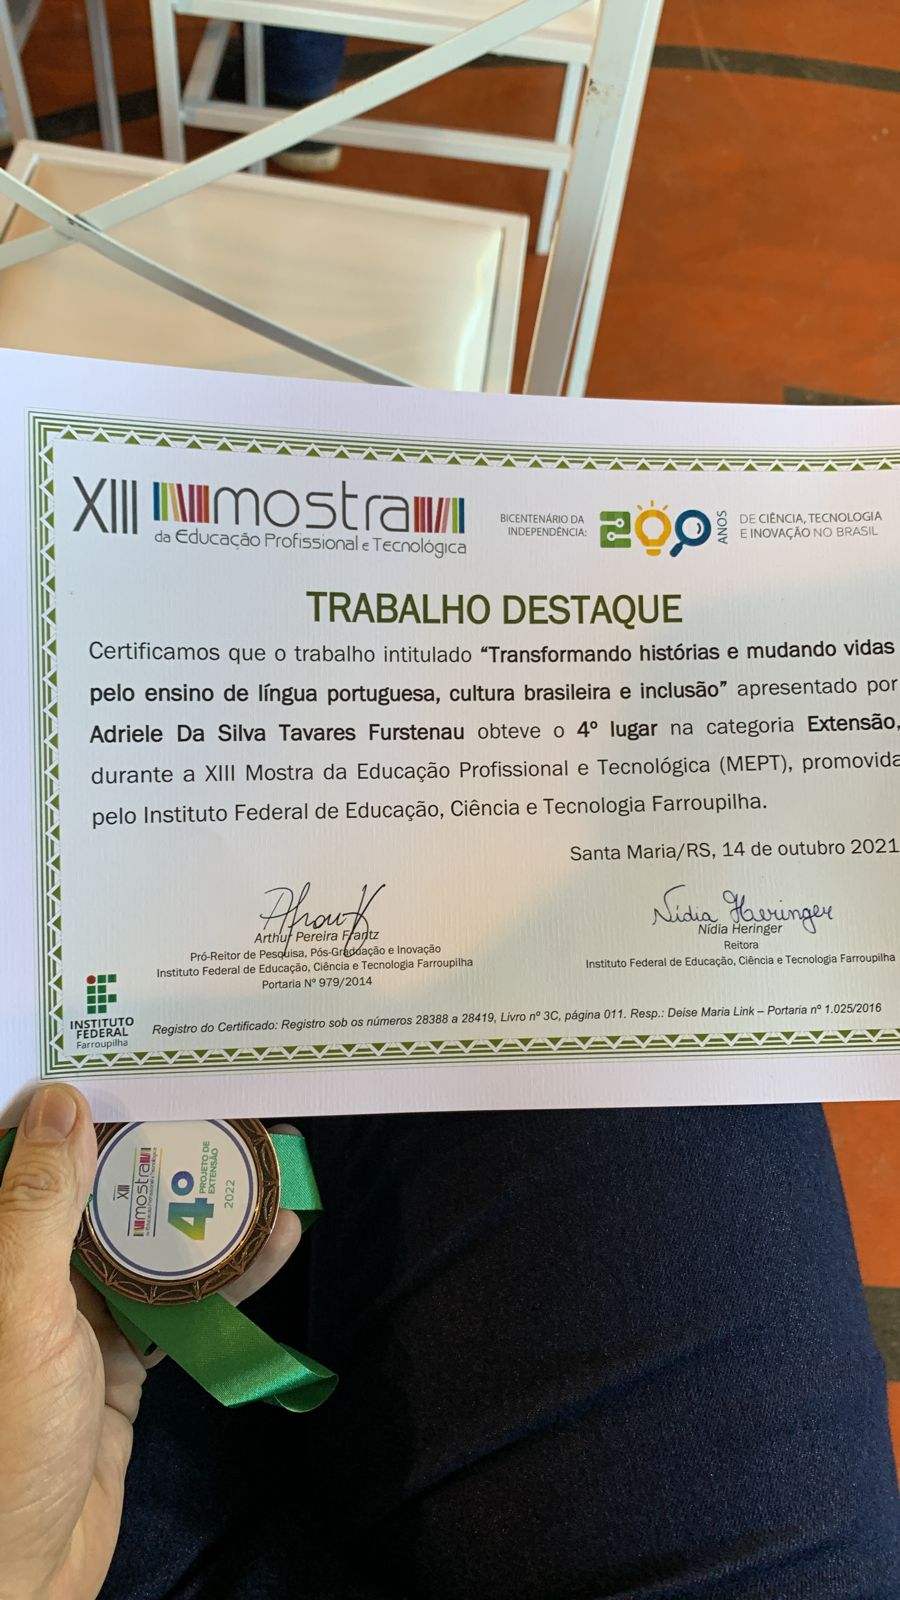 XIII mostra
da Educação Profissional e Tecnológica
BICENTENÁRIO DA
INDEPENDÊNCIA:
200
ANOS
DE CIÊNCIA, TECNOLOGIA
E INOVAÇÃO NO BRASIL
TRABALHO DESTAQUE
Certificamos que o trabalho intitulado “Transformando histórias e mudando vidas
pelo ensino de língua portuguesa, cultura brasileira e inclusão” apresentado por
Adriele Da Silva Tavares Furstenau obteve o 4º lugar na categoria Extensão,
durante a XIII Mostra da Educação Profissional e Tecnológica (MEPT), promovida
pelo Instituto Federal de Educação, Ciência e Tecnologia Farroupilha.
Santa Maria/RS, 14 de outubro 2021
Arthur Pereira Frantz
Pró-Reitor de Pesquisa, Pós-Graduação e Inovação
Instituto Federal de Educação, Ciência e Tecnologia Farroupilha
Portaria Nº 979/2014
Nídia Heringer
Nídia Heringer
Reitora
Instituto Federal de Educação, Ciência e Tecnologia Farroupilha
INSTITUTO
FEDERAL
Farroupilha
Registro do Certificado: Registro sob os números 28388 a 28419, Livro nº 3C, página 011. Resp.: Deise Maria Link – Portaria nº 1.025/2016
XIII
mostra
da Educação Profissional e Tecnológica
4º
PROJETO DE
EXTENSÃO
2022